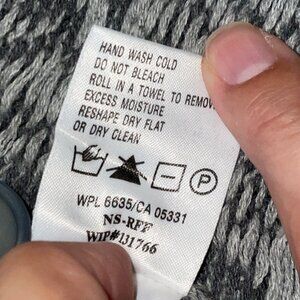 HAND WASH COLD
DO NOT BLEACH
ROLL IN A TOWEL TO REMOV
EXCESS MOISTURE
RESHAPE DRY FLAT
OR DRY CLEAN
P
WPL 6635/CA 05331
NS-RFF
WIP#131766